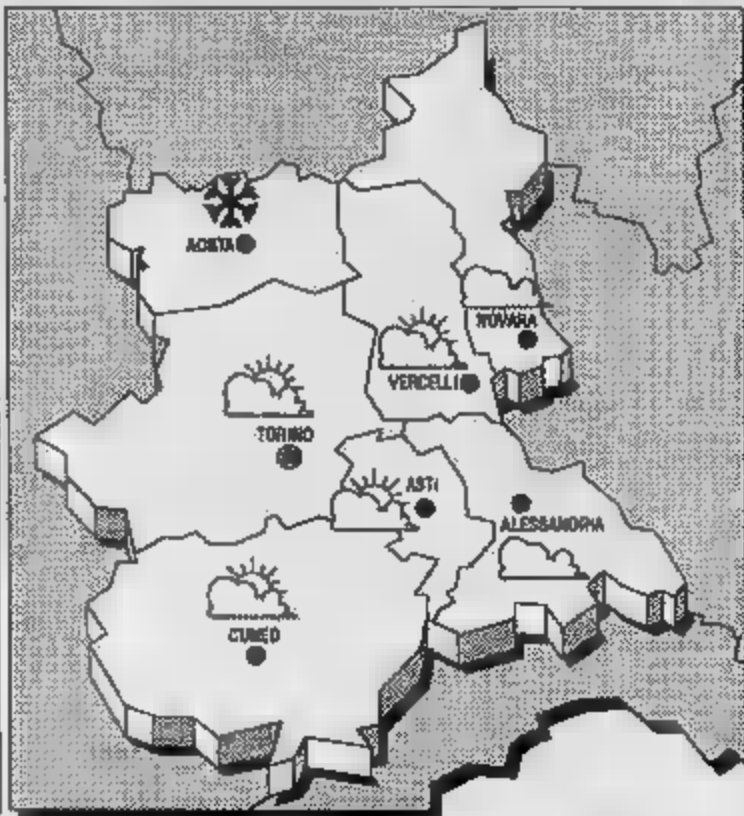 AOSTA
NOVARA
VERCELLI
TORINO
ASTI
ALESSANDRIA
CUNEO